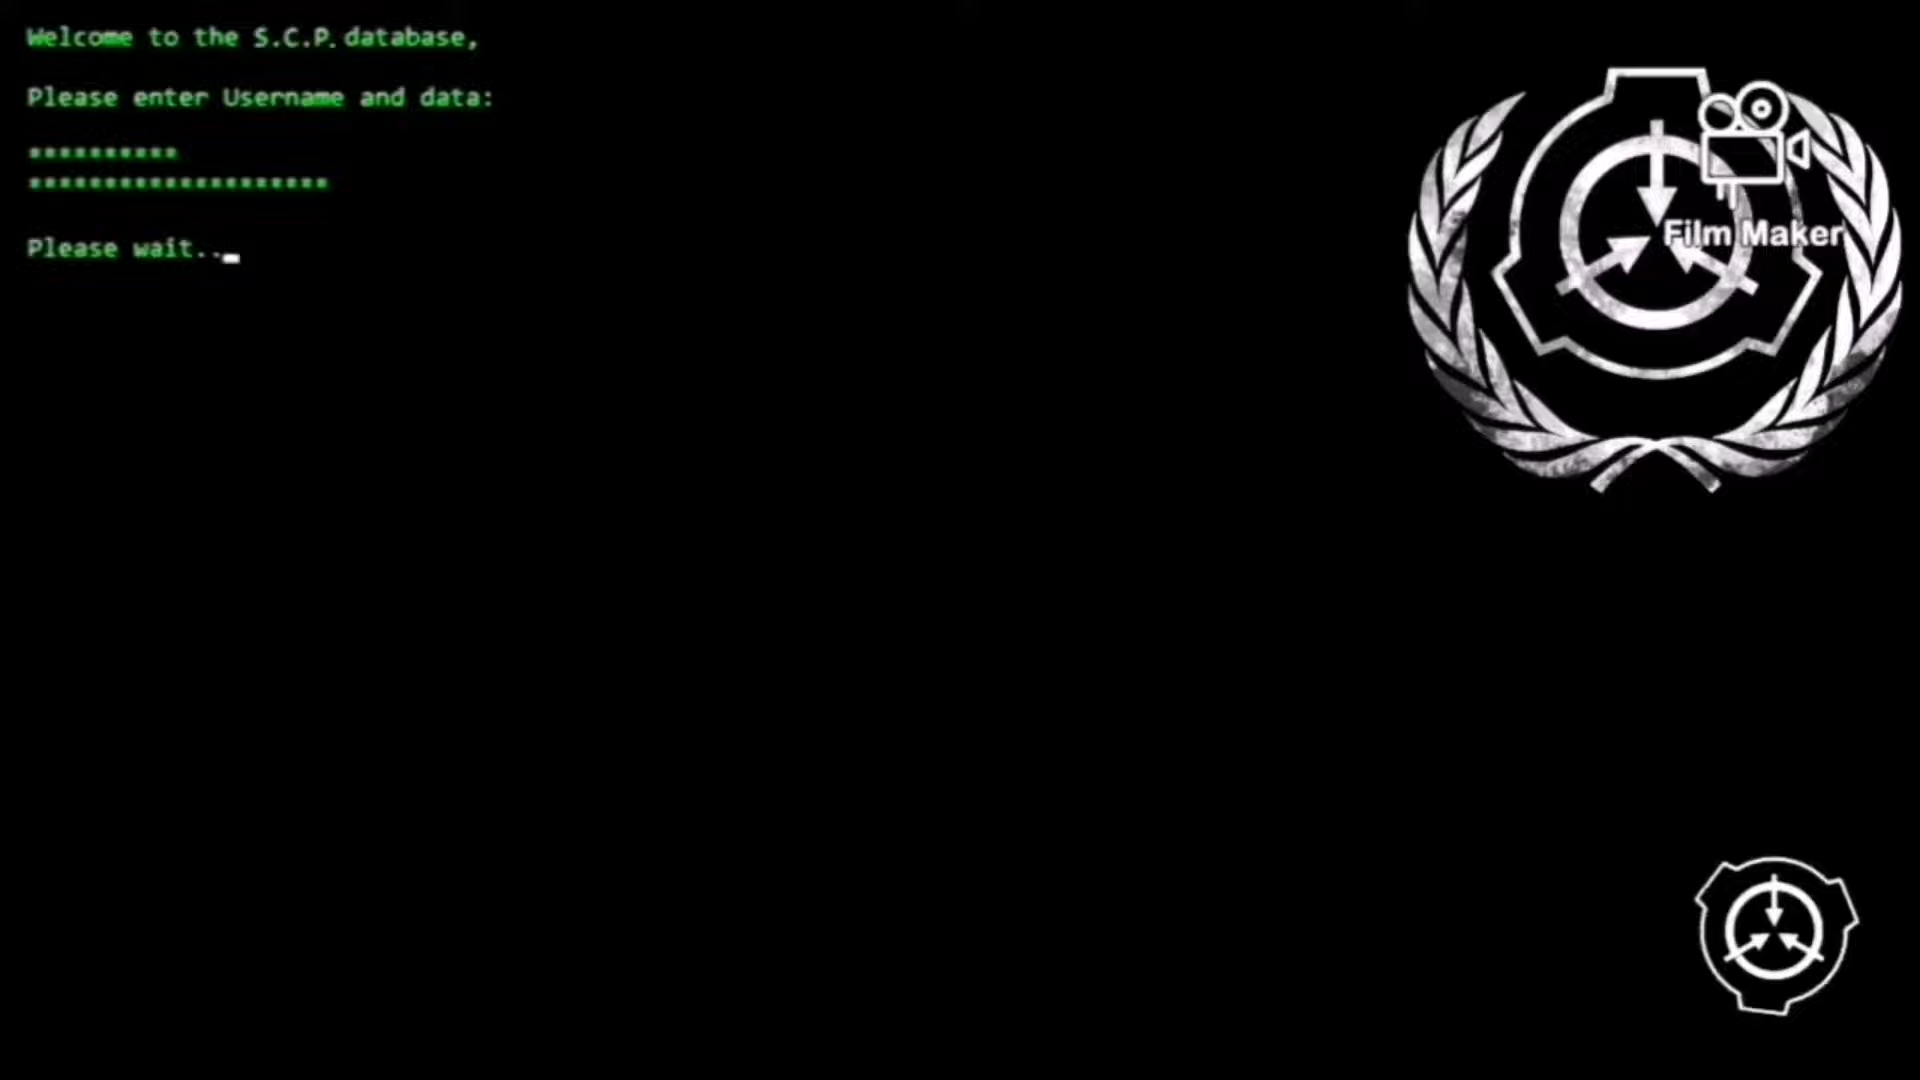 Welcome to the S.C.P. database,
Please enter Username and data:
**********
********************
Please wait.._
Film Maker